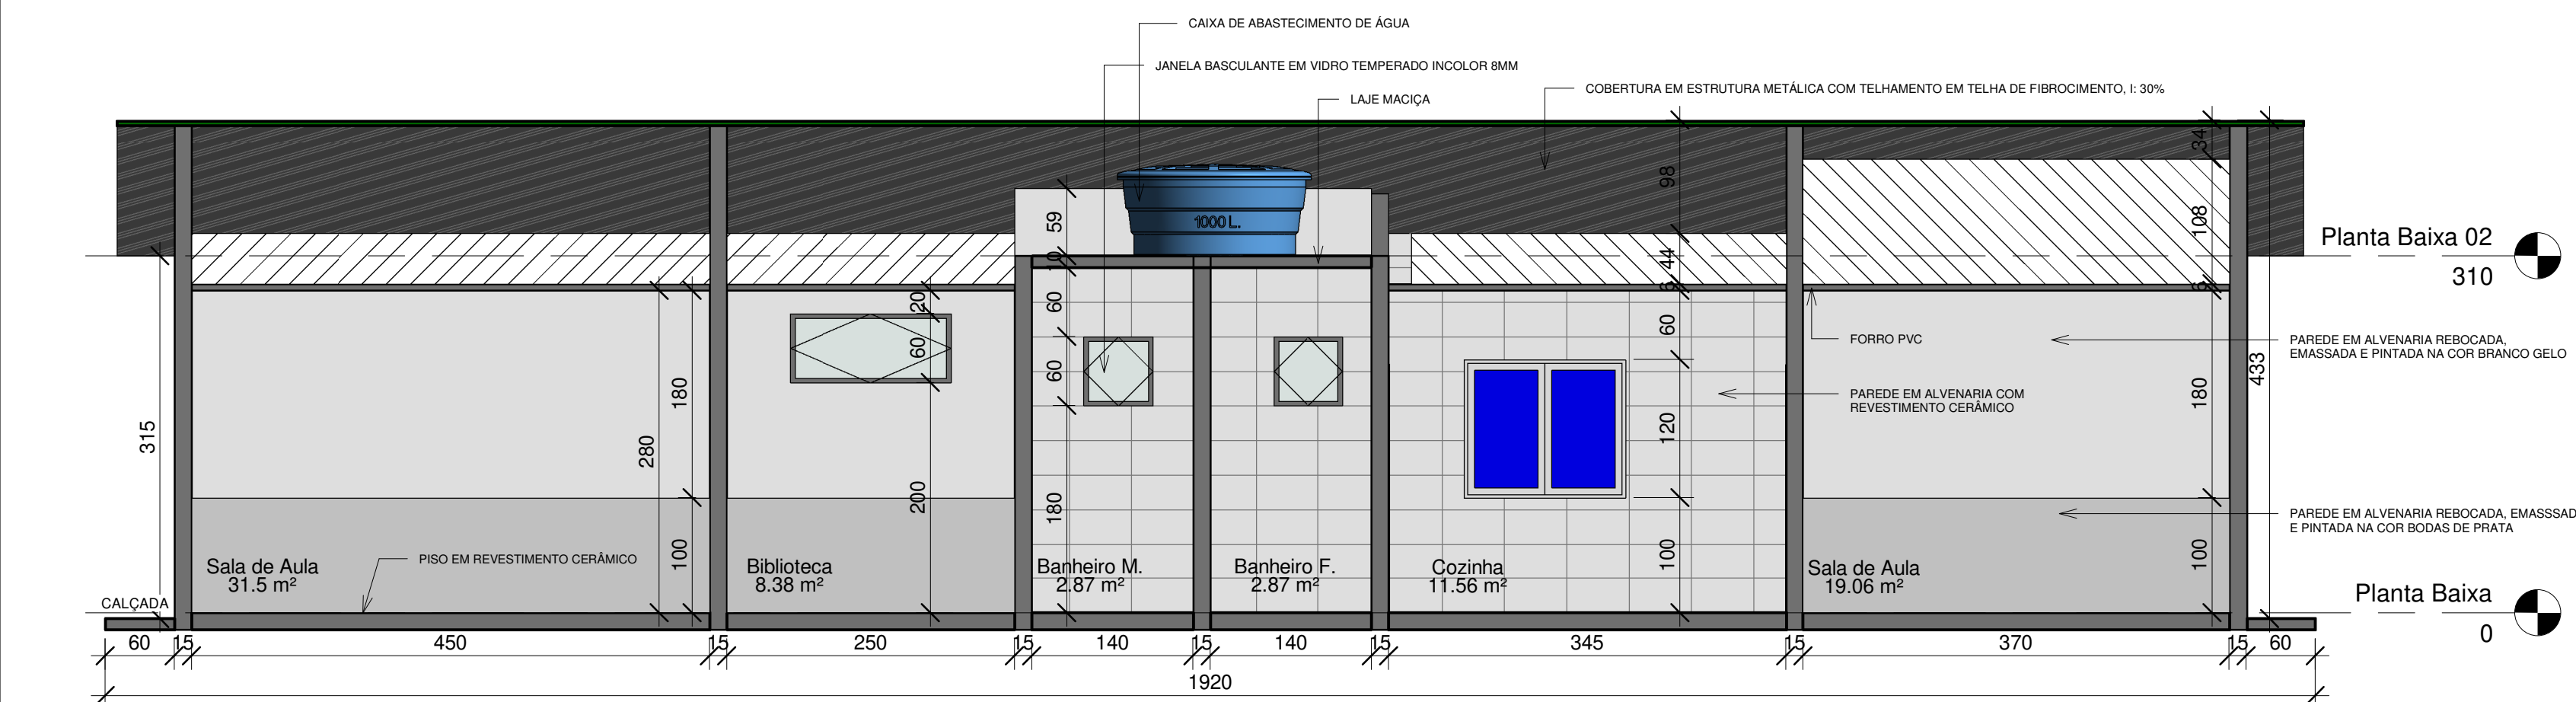 CAIXA DE ABASTECIMENTO DE ÁGUA
JANELA BASCULANTE EM VIDRO TEMPERADO INCOLOR 8MM
COBERTURA EM ESTRUTURA METÁLICA COM TELHAMENTO EM TELHA DE FIBROCIMENTO, I: 30%
LAJE MACIÇA
34
98
108
59
1000 L.
10
44
6
6
Planta Baixa 02
310
20
60
60
60
60
180
315
280
200
180
120
180
433
FORRO PVC
PAREDE EM ALVENARIA REBOCADA,
EMASSADA E PINTADA NA COR BRANCO GELO
PAREDE EM ALVENARIA COM
REVESTIMENTO CERÂMICO
PAREDE EM ALVENARIA REBOCADA, EMASSSAD
E PINTADA NA COR BODAS DE PRATA
100
100
100
PISO EM REVESTIMENTO CERÂMICO
Sala de Aula
31.5 m²
Biblioteca
8.38 m²
Banheiro M.
2.87 m²
Banheiro F.
2.87 m²
Cozinha
11.56 m²
Sala de Aula
19.06 m²
CALÇADA
Planta Baixa
0
60 15 450 15 250 15 140 15 140 15 345 15 370 15 60
1920